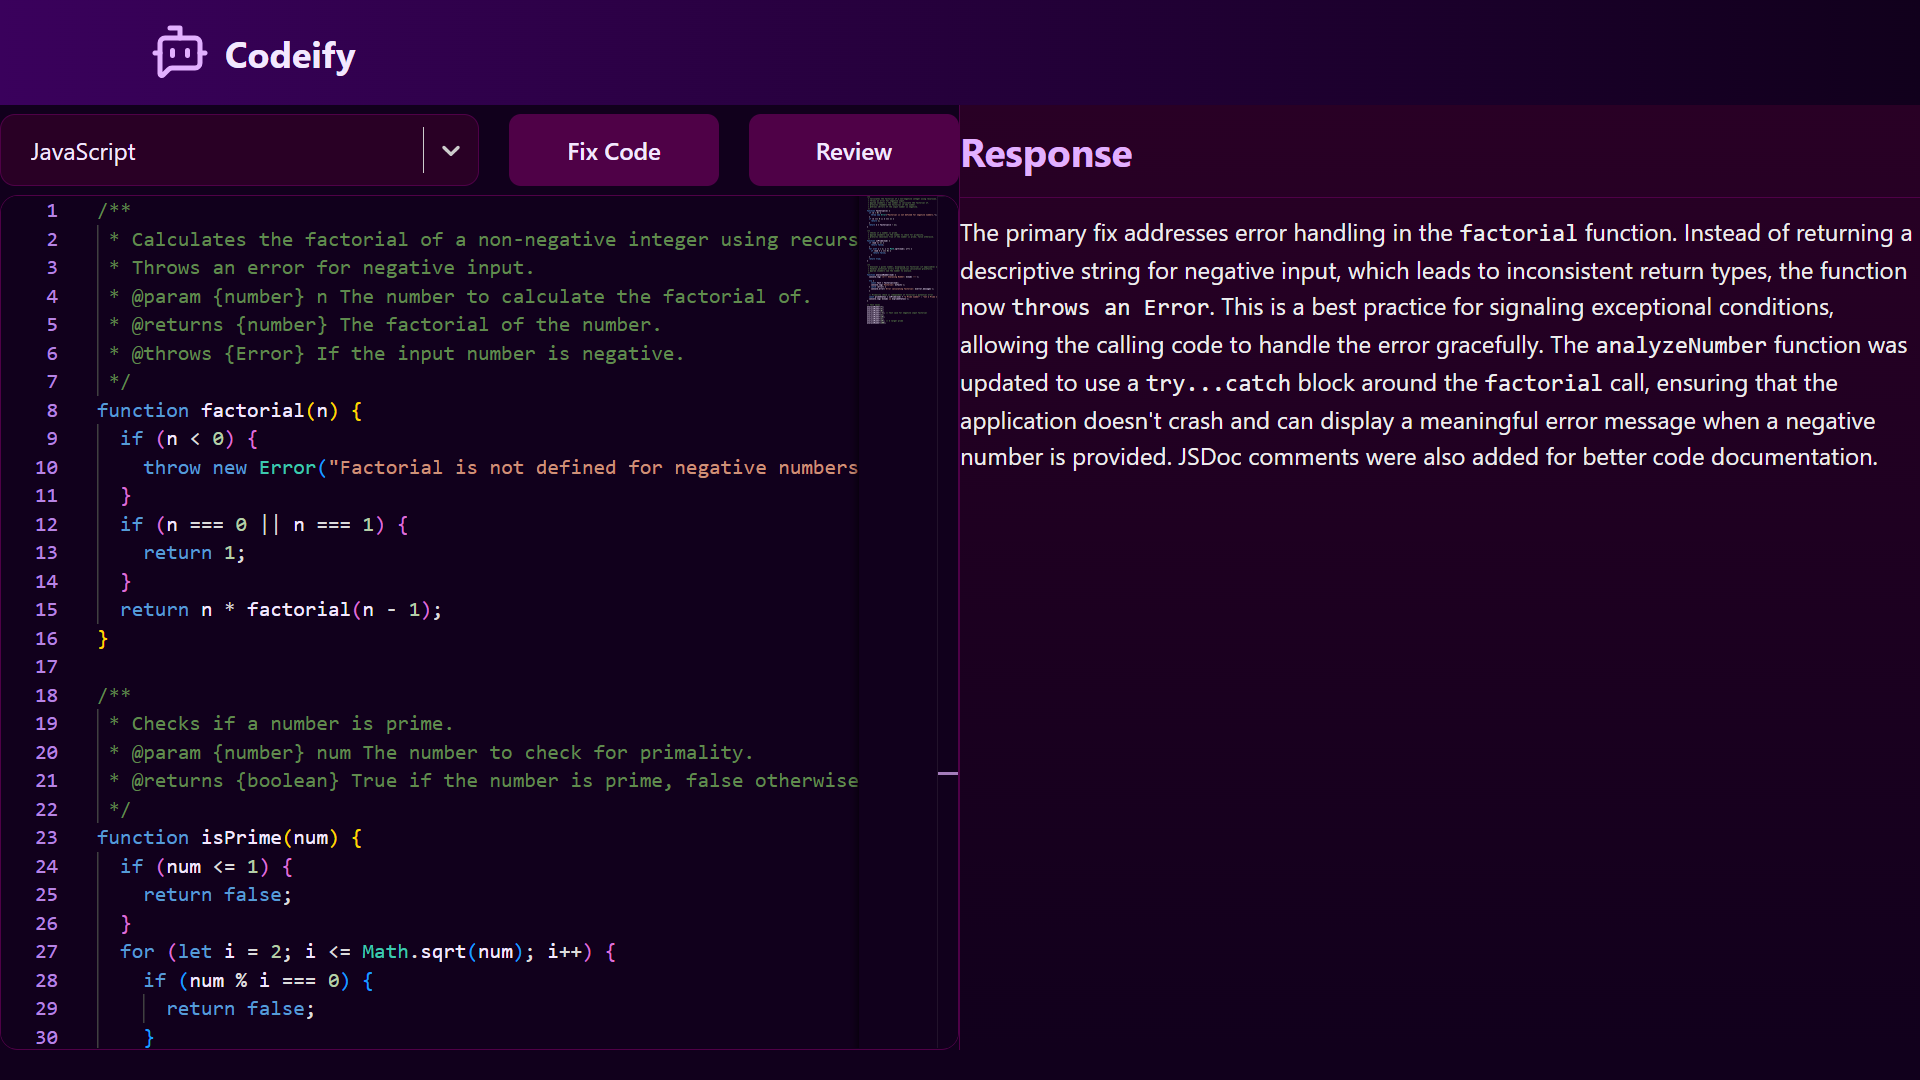 Codeify
JavaScript
Fix Code
Review
1 /**
2 * Calculates the factorial of a non-negative integer using recurs
3 * Throws an error for negative input.
4 * @param {number} n The number to calculate the factorial of.
5 * @returns {number} The factorial of the number.
6 * @throws {Error} If the input number is negative.
7 */
8 function factorial(n) {
9 if (n < 0) {
10 throw new Error("Factorial is not defined for negative numbers
11 }
12 if (n === 0 || n === 1) {
13 return 1;
14 }
15 return n * factorial(n - 1);
16 }
17
18 /**
19 * Checks if a number is prime.
20 * @param {number} num The number to check for primality.
21 * @returns {boolean} True if the number is prime, false otherwise
22 */
23 function isPrime(num) {
24 if (num <= 1) {
25 return false;
26 }
27 for (let i = 2; i <= Math.sqrt(num); i++) {
28 if (num % i === 0) {
29 return false;
30 }
Response
The primary fix addresses error handling in the factorial function. Instead of returning a
descriptive string for negative input, which leads to inconsistent return types, the function
now throws an Error. This is a best practice for signaling exceptional conditions,
allowing the calling code to handle the error gracefully. The analyzeNumber function was
updated to use a try...catch block around the factorial call, ensuring that the
application doesn't crash and can display a meaningful error message when a negative
number is provided. JSDoc comments were also added for better code documentation.